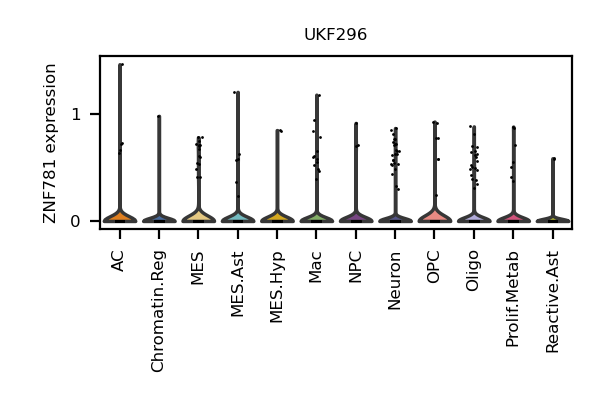 UKF296
ZNF781 expression
1
0
AC
Chromatin.Reg
MES
MES.Ast
MES.Hyp
Mac
NPC
Neuron
OPC
Oligo
Prolif.Metab
Reactive.Ast